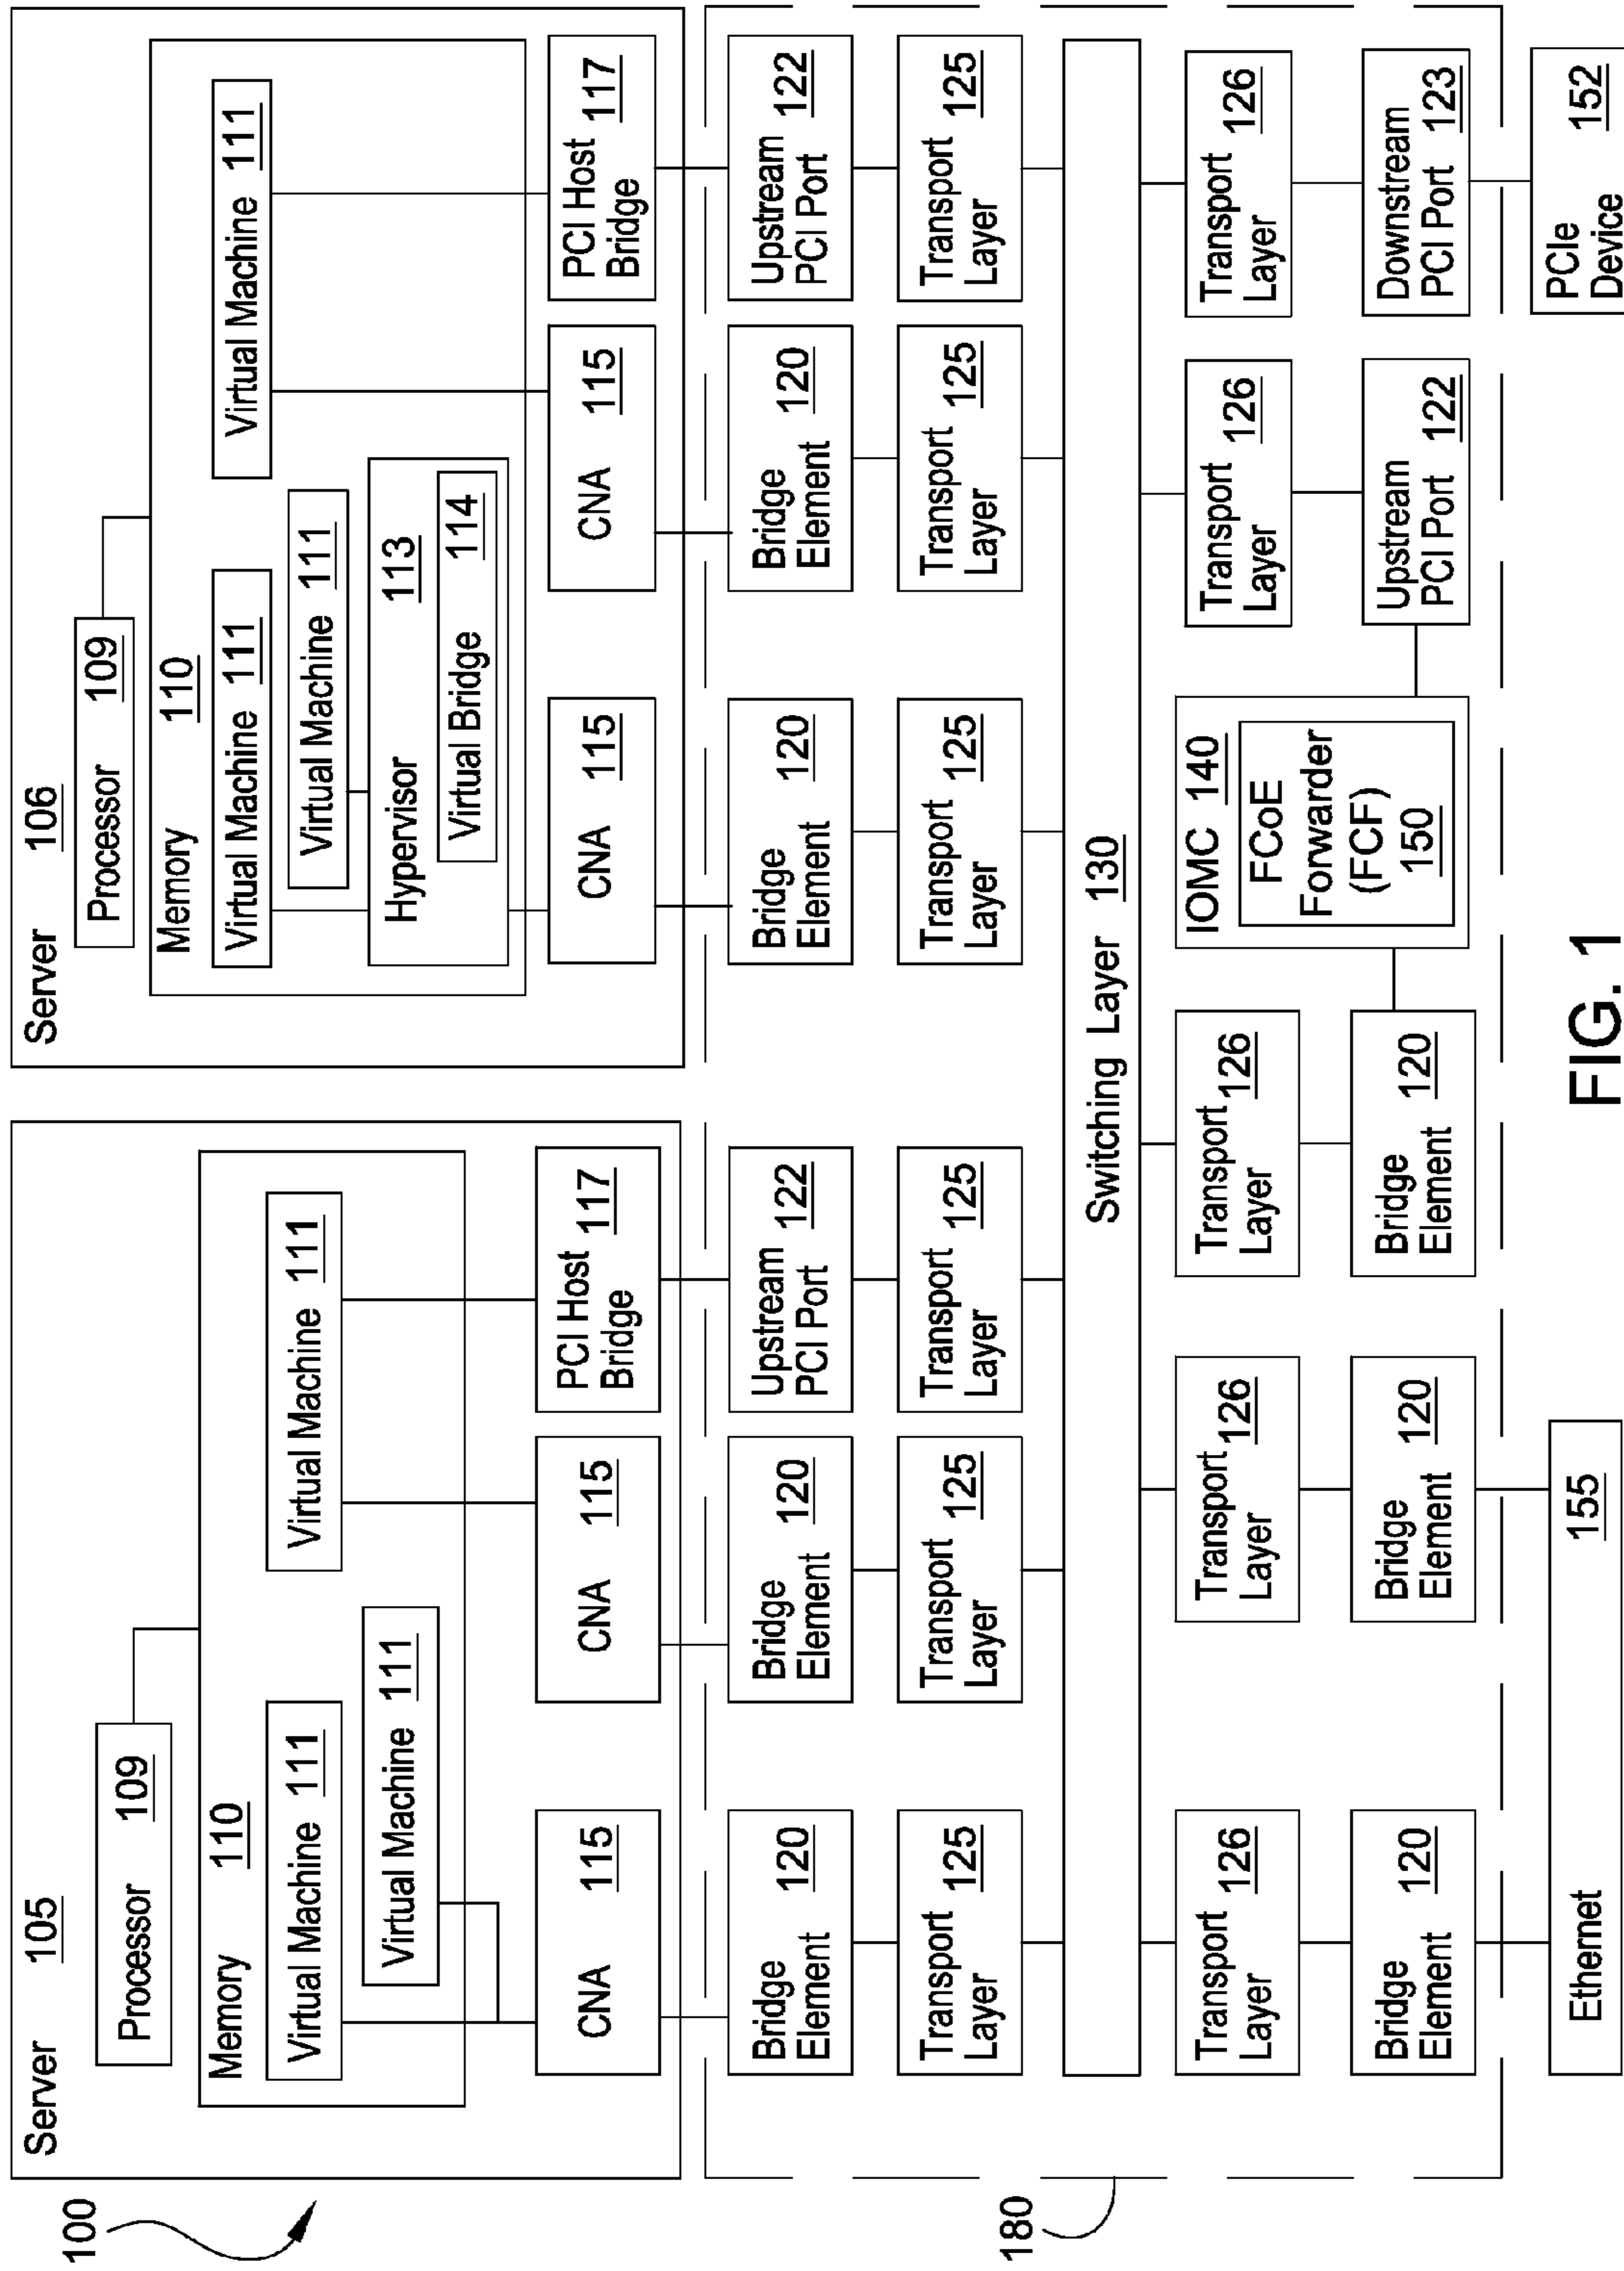 100
Server 105
Processor 109
Memory 110
Virtual Machine 111
Virtual Machine 111
Virtual Machine 111
CNA 115
CNA 115
PCI Host
Bridge 117
Server 106
Processor 109
Memory 110
Virtual Machine 111
Virtual Machine 111
Virtual Machine 111
Hypervisor 113
Virtual Bridge 114
CNA 115
CNA 115
PCI Host
Bridge 117
180
Bridge
Element 120
Bridge
Element 120
Upstream
PCI Port 122
Bridge
Element 120
Bridge
Element 120
Upstream
PCI Port 122
Transport
Layer 125
Transport
Layer 125
Transport
Layer 125
Transport
Layer 125
Transport
Layer 125
Transport
Layer 125
Switching Layer 130
Transport
Layer 126
Transport
Layer 126
Transport
Layer 126
IOMC 140
FCoE
Forwarder
(FCF)
150
Transport
Layer 126
Transport
Layer 126
Bridge
Element 120
Bridge
Element 120
Bridge
Element 120
Upstream
PCI Port 122
Downstream
PCI Port 123
Ethernet 155
PCIe
Device 152
FIG. 1